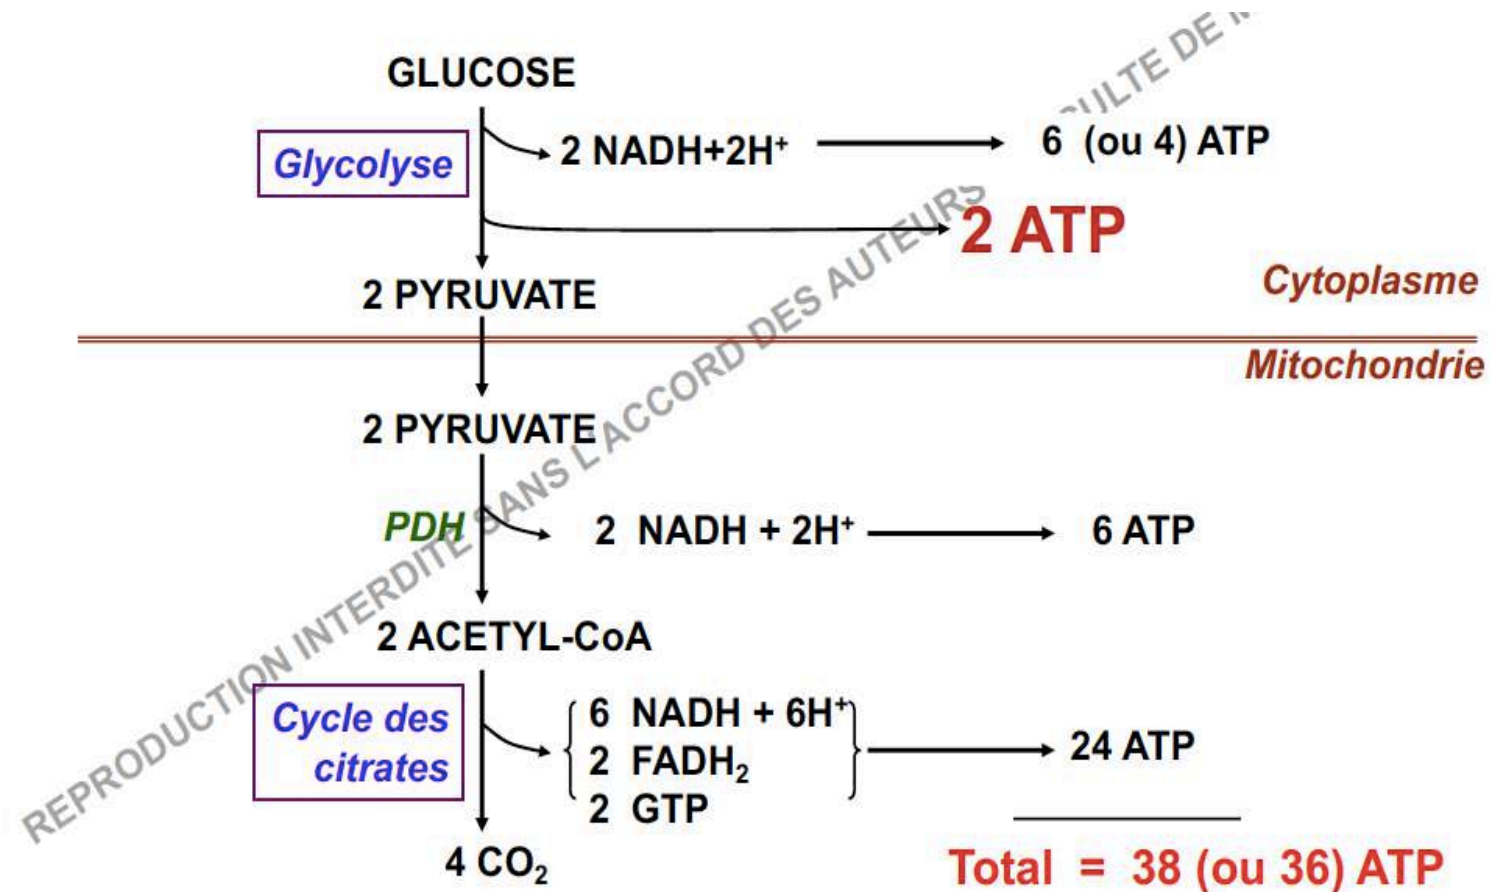 GLUCOSE
Glycolyse
2 NADH+2H⁺
6 (ou 4) ATP
2 ATP
2 PYRUVATE
Cytoplasme
Mitochondrie
2 PYRUVATE
PDH
2 NADH + 2H⁺
6 ATP
2 ACETYL-CoA
Cycle des
citrates
6 NADH + 6H⁺
2 FADH₂
2 GTP
24 ATP
4 CO₂
Total = 38 (ou 36) ATP
REPRODUCTION INTERDITE SANS L'ACCORD DES AUTEURS DE